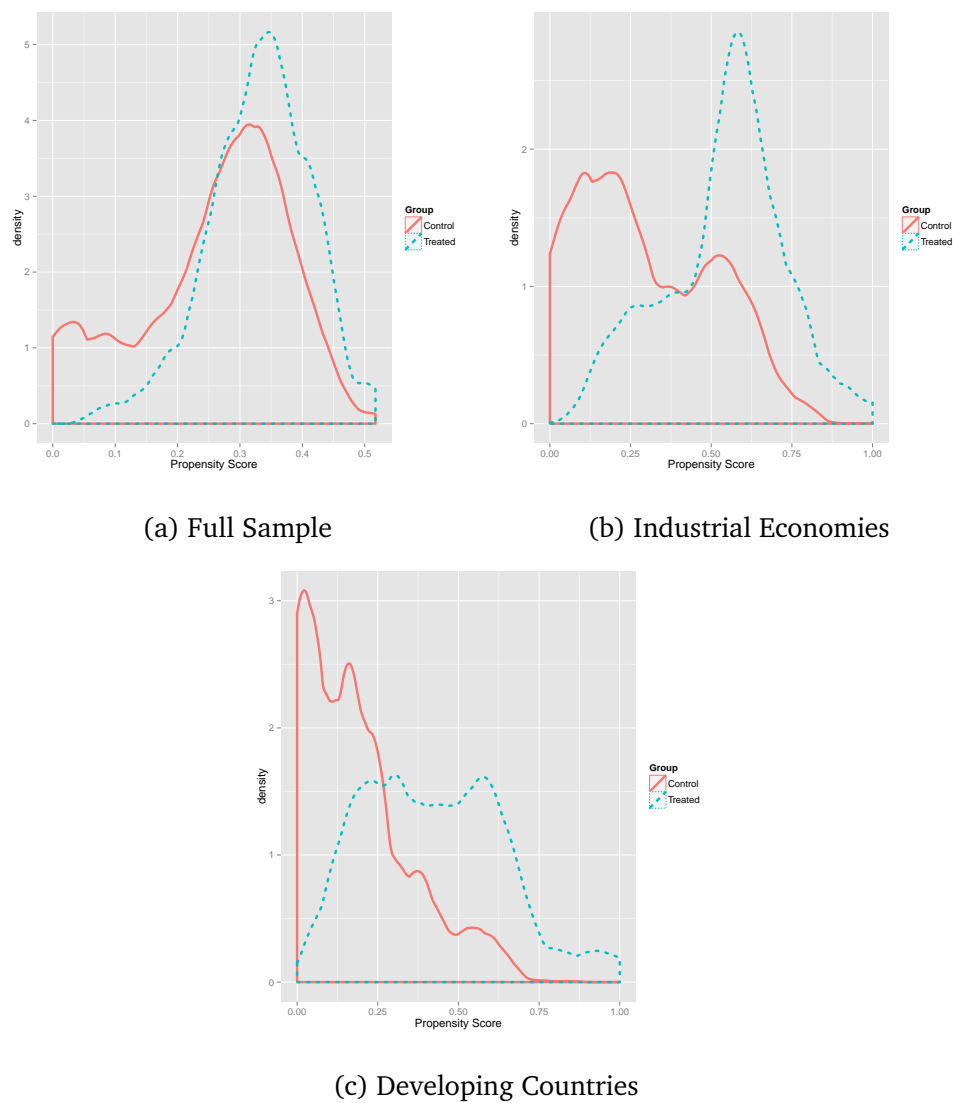 5
4
3
2
1
0
density
0.0 0.1 0.2 0.3 0.4 0.5
Propensity Score
Group
Control
Treated
(a) Full Sample
2
1
0
density
0.00 0.25 0.50 0.75 1.00
Propensity Score
Group
Control
Treated
(b) Industrial Economies
3
2
1
0
density
0.00 0.25 0.50 0.75 1.00
Propensity Score
Group
Control
Treated
(c) Developing Countries